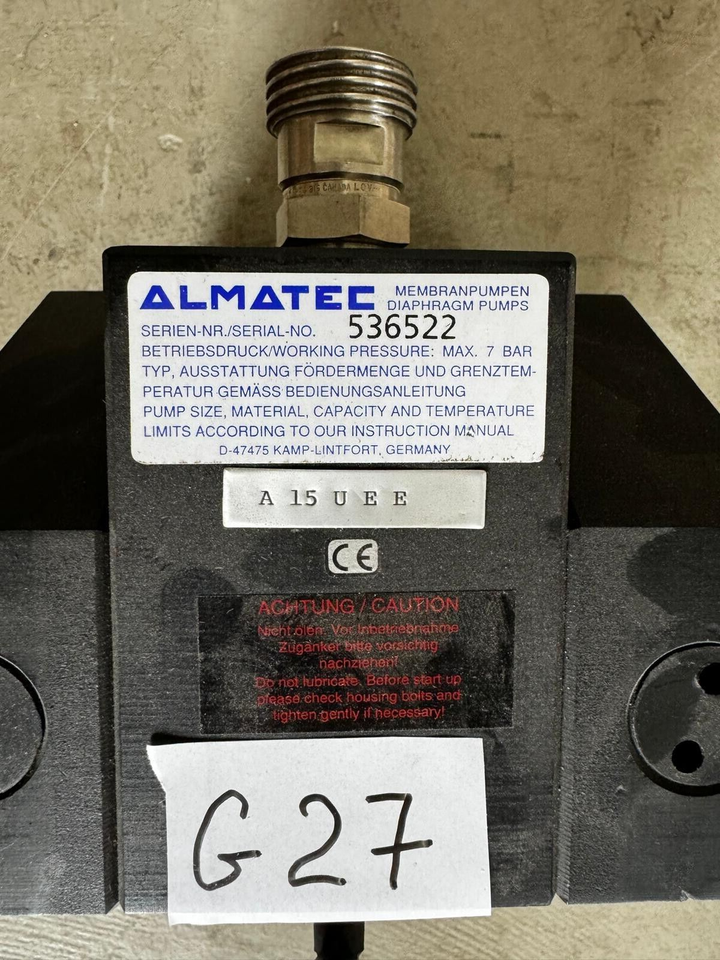 CANADA
ALMATEC MEMBRANPUMPEN
DIAPHRAGM PUMPS
SERIEN-NR./SERIAL-NO. 536522
BETRIEBSDRUCK/WORKING PRESSURE: MAX. 7 BAR
TYP, AUSSTATTUNG FÖRDERMENGE UND GRENZTEM-
PERATUR GEMÄSS BEDIENUNGSANLEITUNG
PUMP SIZE, MATERIAL, CAPACITY AND TEMPERATURE
LIMITS ACCORDING TO OUR INSTRUCTION MANUAL
D-47475 KAMP-LINTFORT, GERMANY
A 15 U E E
CE
ACHTUNG / CAUTION
Nicht ölen. Vor Inbetriebnahme
Zuganker bitte vorsichtig
nachziehen!
Do not lubricate. Before start up
please check housing bolts and
tighten gently if necessary!
G27